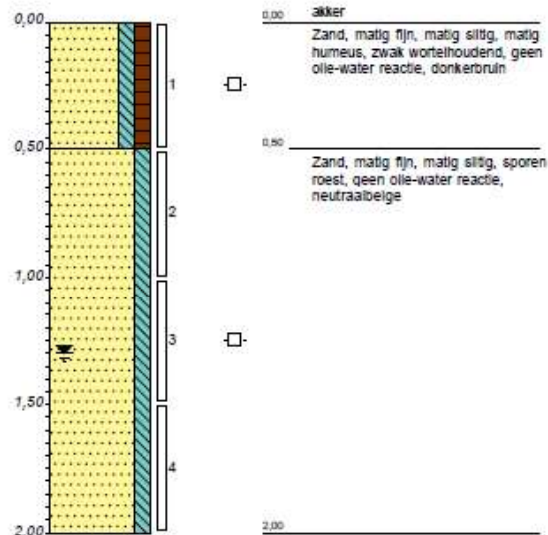 0,00
0,50
1,00
1,50
2,00
1
2
3
4
0,00
akker
Zand, matig fijn, matig siltig, matig
humeus, zwak wortelhoudend, geen
olie-water reactie, donkerbruin
0,50
Zand, matig fijn, matig siltig, sporen
roest, geen olie-water reactie,
neutraalbeige
2,00